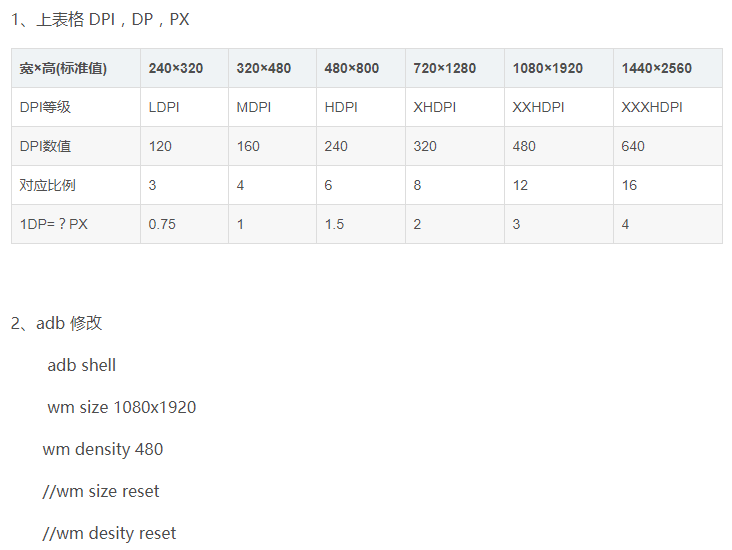 1、上表格 DPI，DP，PX
宽×高(标准值) 240×320 320×480 480×800 720×1280 1080×1920 1440×2560
DPI等级 LDPI MDPI HDPI XHDPI XXHDPI XXXHDPI
DPI数值 120 160 240 320 480 640
对应比例 3 4 6 8 12 16
1DP=？PX 0.75 1 1.5 2 3 4
2、adb 修改
adb shell
wm size 1080x1920
wm density 480
//wm size reset
//wm desity reset